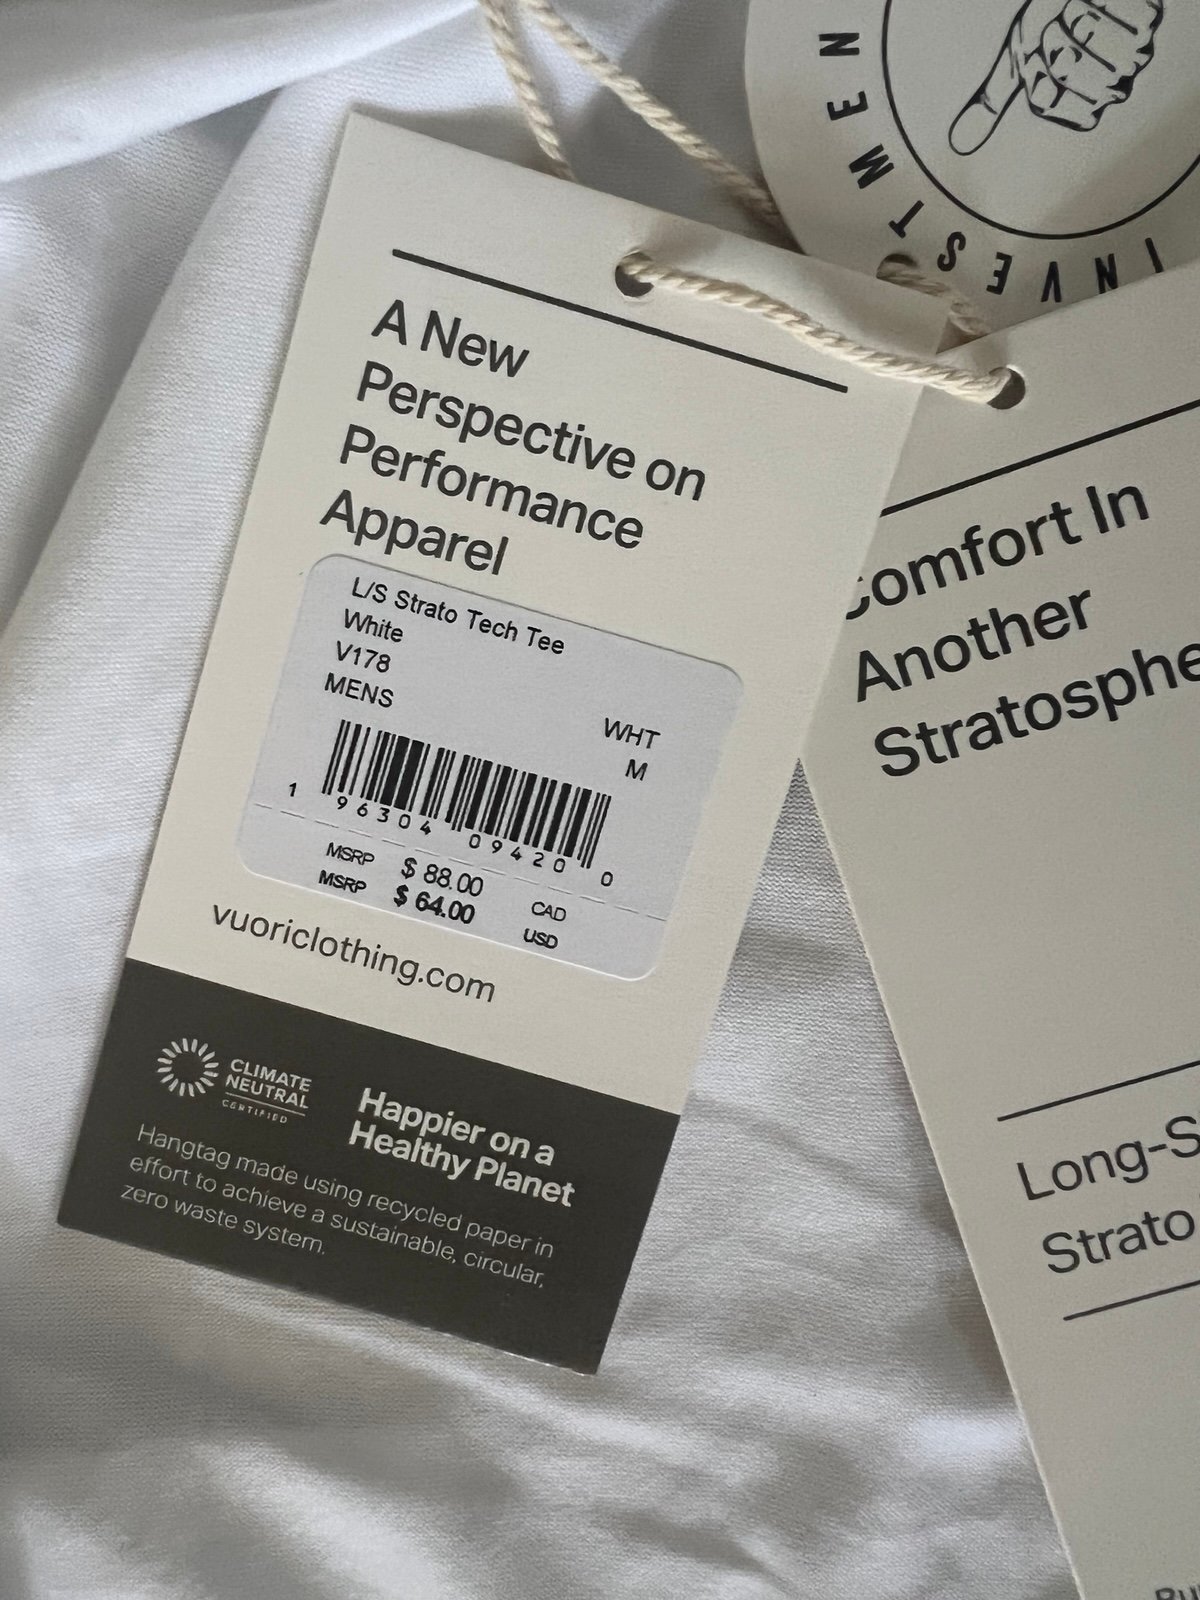 INVESTMEN
A New
Perspective on
Performance
Apparel
L/S Strato Tech Tee
White
V178
MENS
WHT
M
1 96304 09420 0
MSRP $ 88.00 CAD
MSRP $ 64.00 USD
vuoriclothing.com
CLIMATE
NEUTRAL
CERTIFIED
Happier on a
Healthy Planet
Hangtag made using recycled paper in
effort to achieve a sustainable, circular,
zero waste system.
Comfort In
Another
Stratosphe
Long-S
Strato